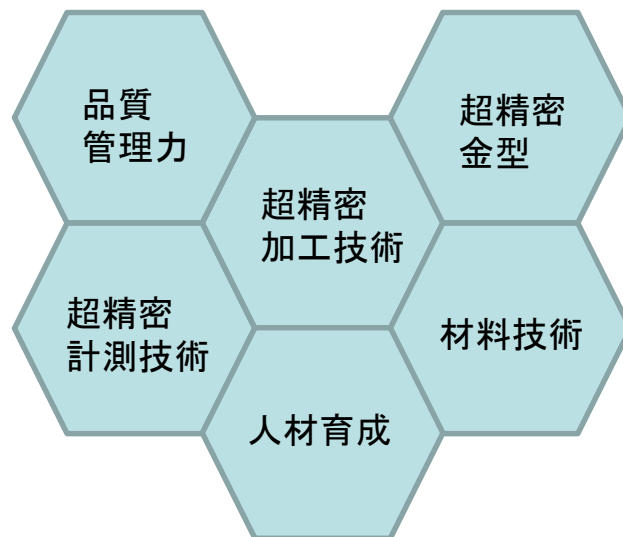 品質
管理力
超精密
金型
超精密
加工技術
超精密
計測技術
材料技術
人材育成